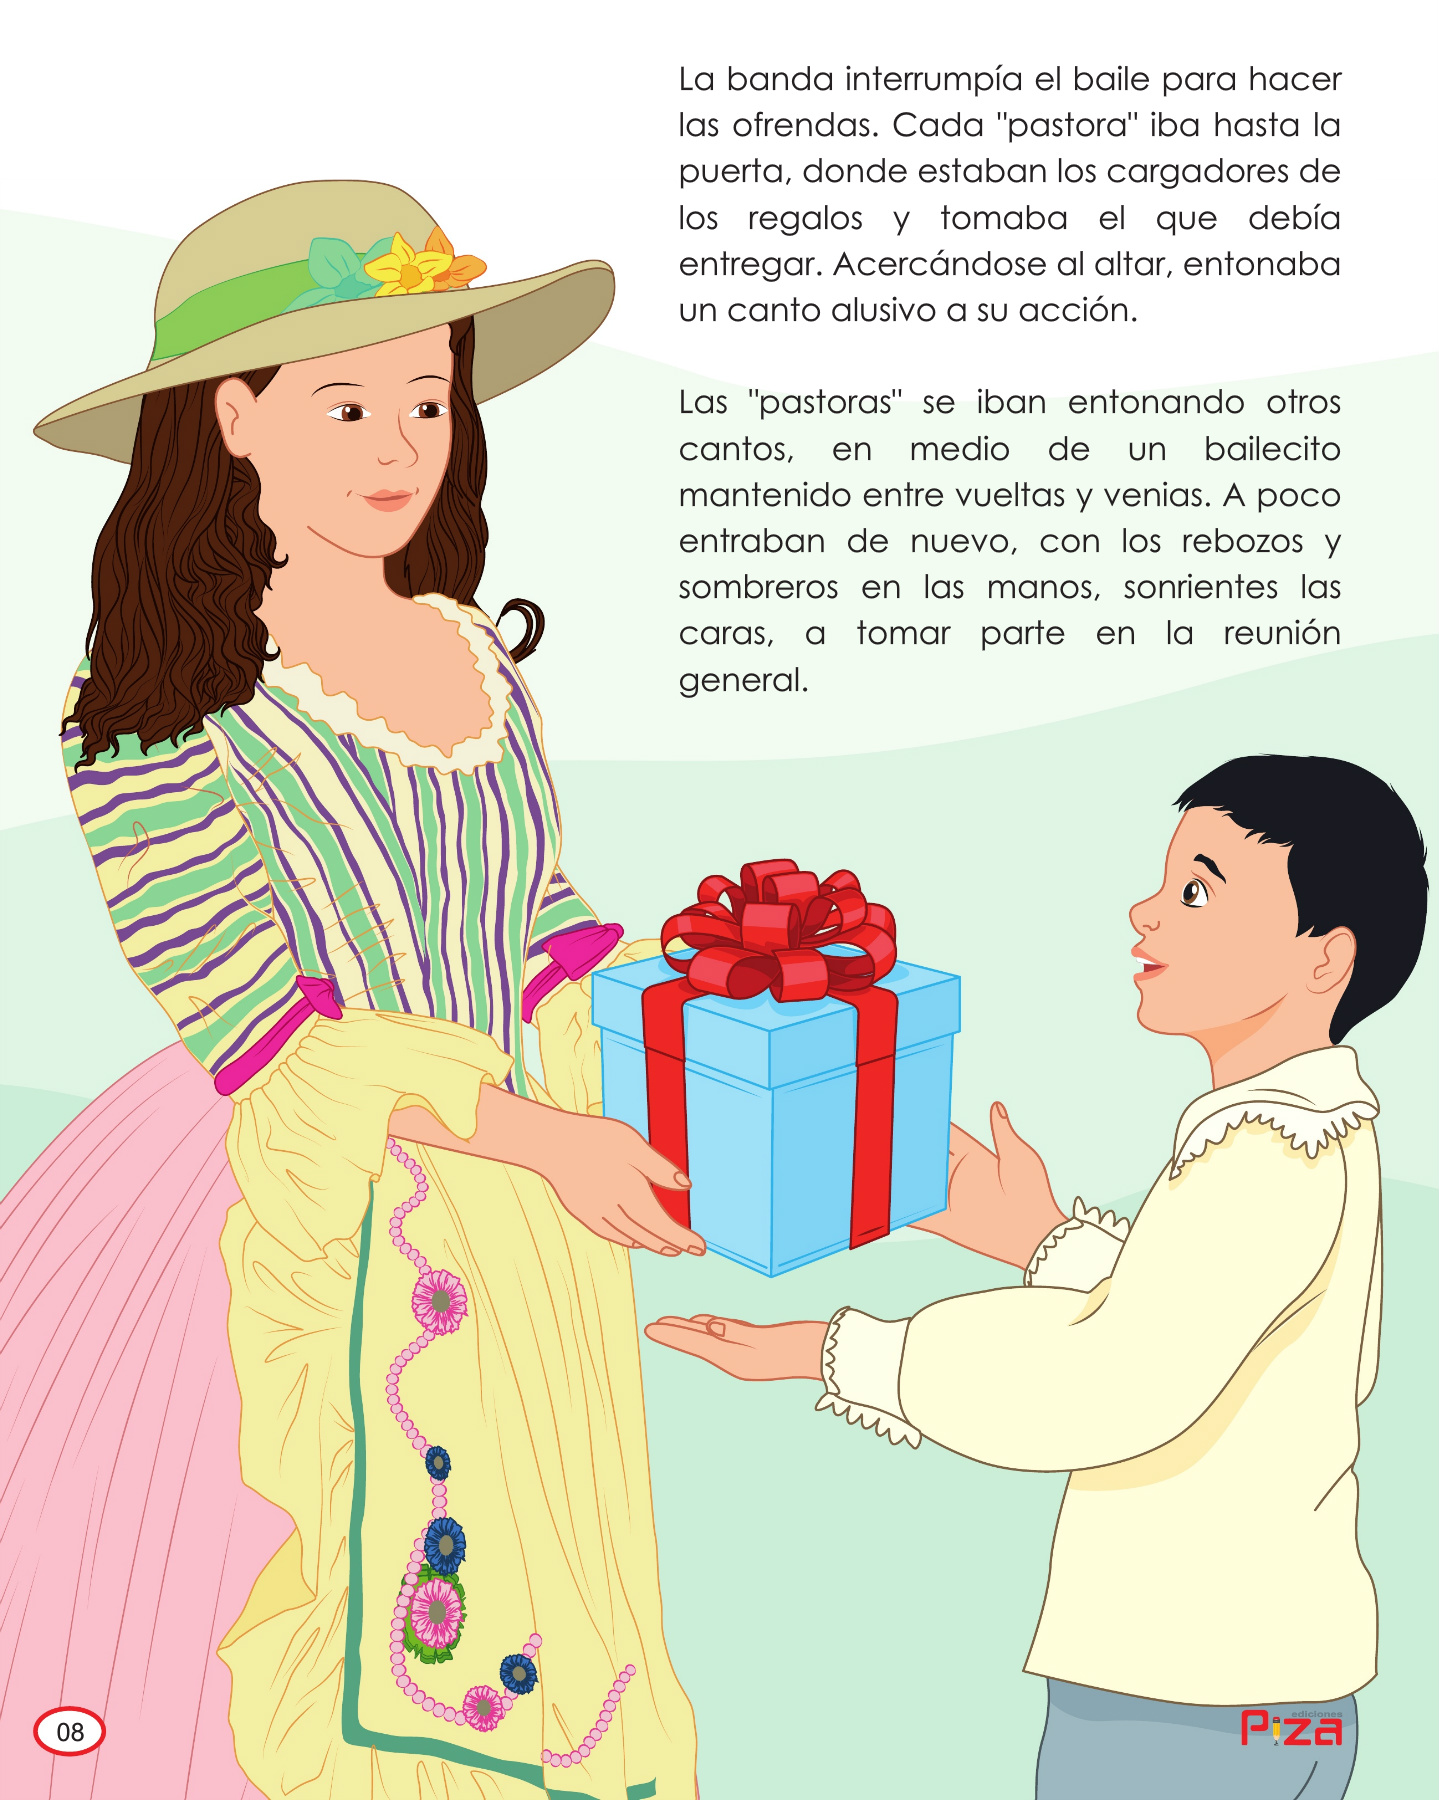 La banda interrumpía el baile para hacer
las ofrendas. Cada "pastora" iba hasta la
puerta, donde estaban los cargadores de
los regalos y tomaba el que debía
entregar. Acercándose al altar, entonaba
un canto alusivo a su acción.
Las "pastoras" se iban entonando otros
cantos, en medio de un bailecito
mantenido entre vueltas y venias. A poco
entraban de nuevo, con los rebozos y
sombreros en las manos, sonrientes las
caras, a tomar parte en la reunión
general.
08
ediciones
Piza